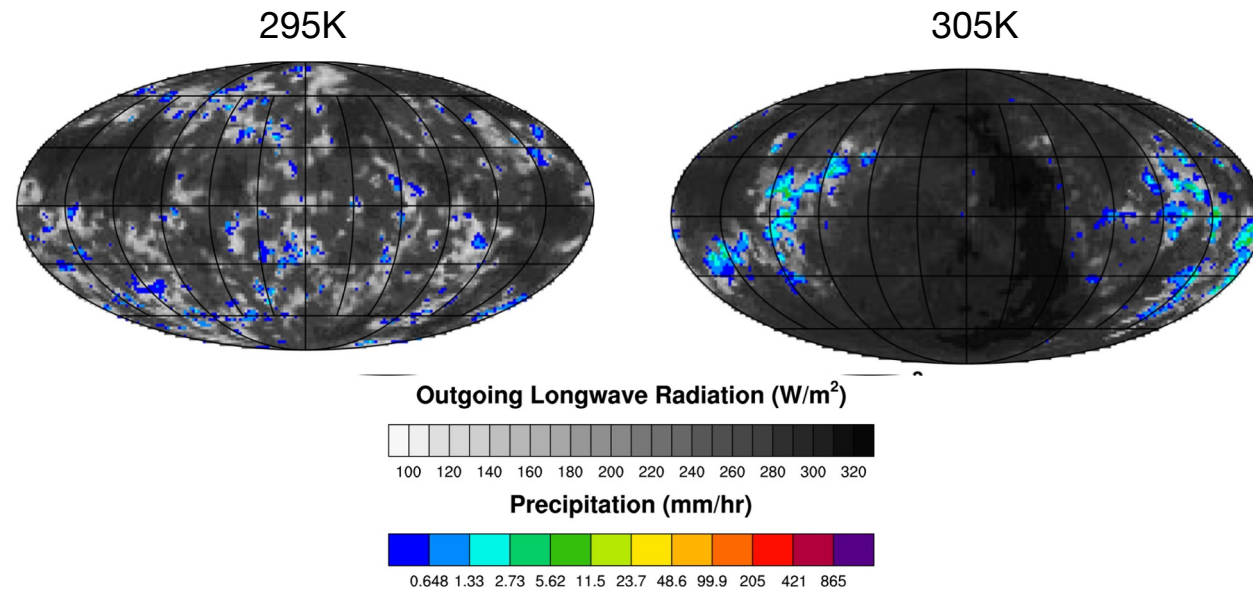 295K 305K
Outgoing Longwave Radiation (W/m²)
100 120 140 160 180 200 220 240 260 280 300 320
Precipitation (mm/hr)
0.648 1.33 2.73 5.62 11.5 23.7 48.6 99.9 205 421 865